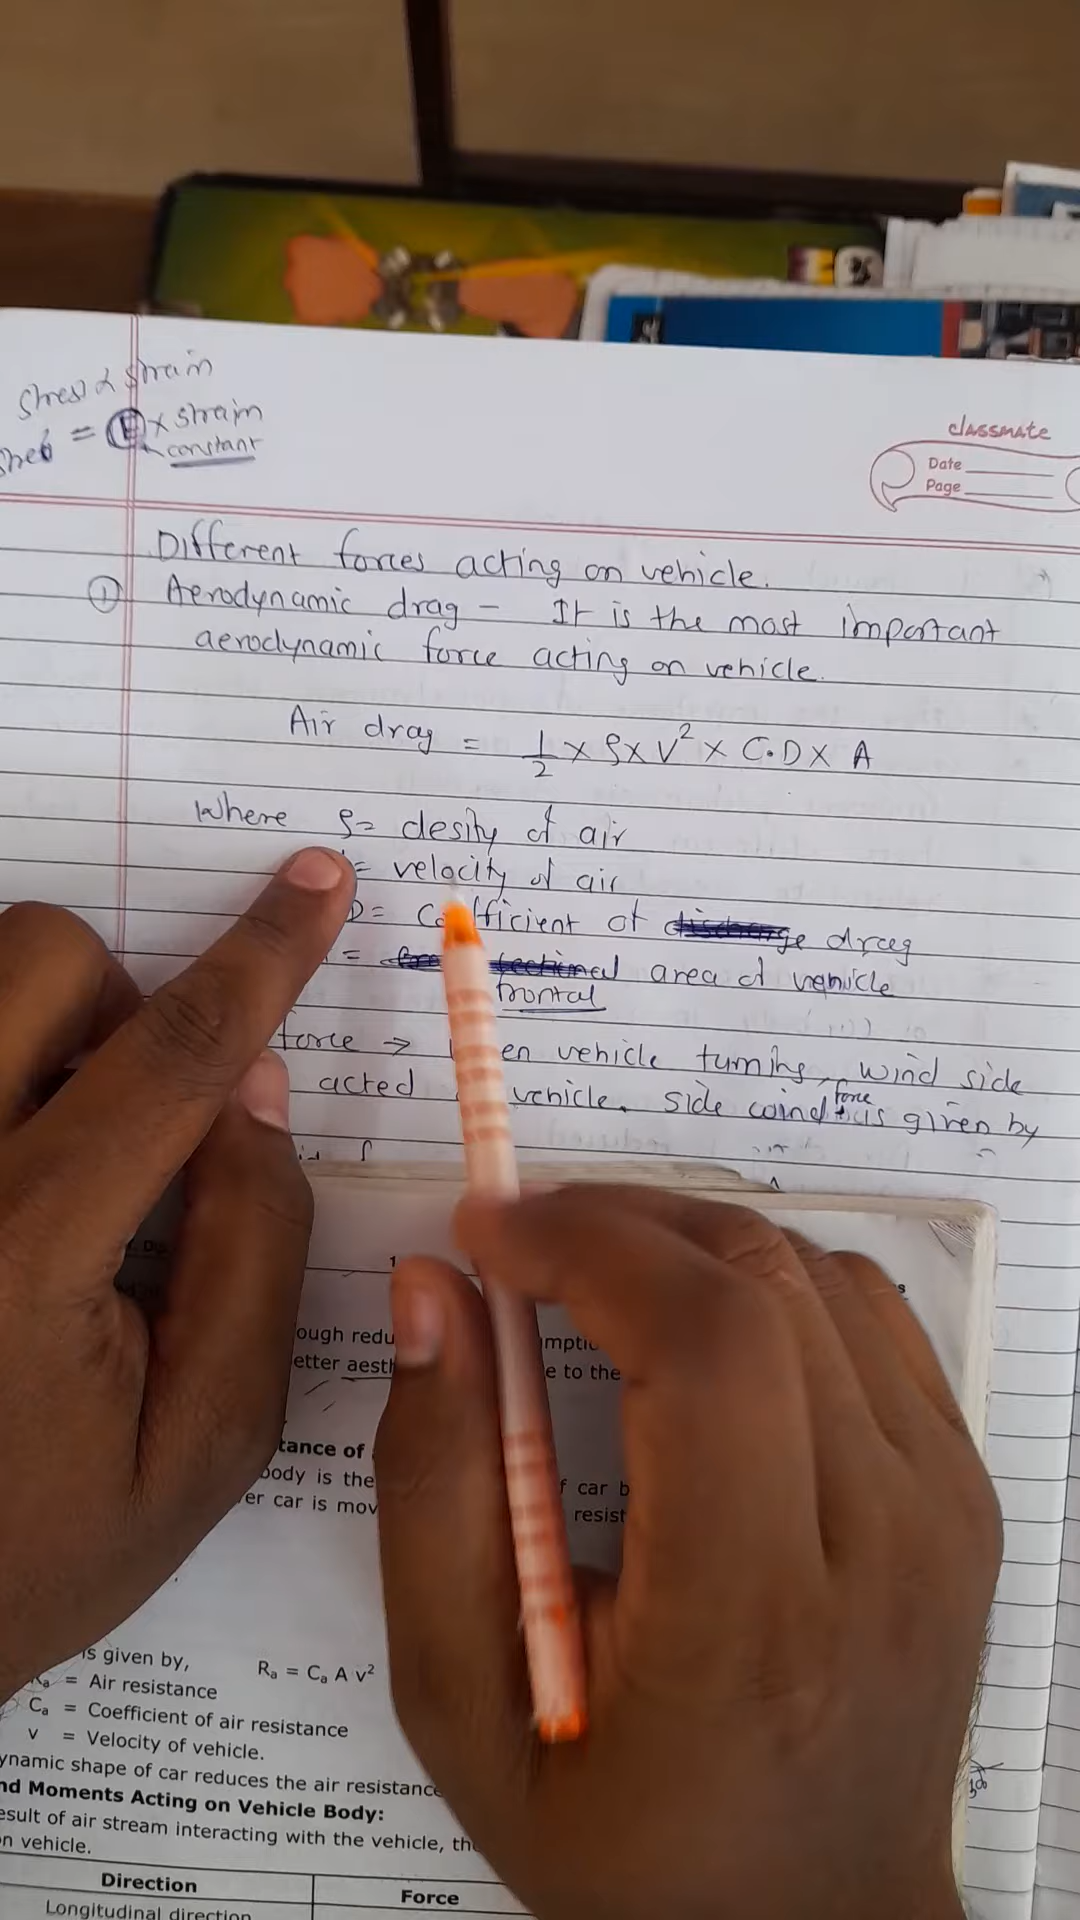 Stress α strain
= E x strain
constant
classmate
Date
Page
Different forces acting on vehicle.
① Aerodynamic drag - It is the most important
aerodynamic force acting on vehicle.
Air drag = 1/2 × ρ × V² × C.D × A
Where ρ = desity of air
= velocity of air
D = Coefficient of drag
= area of vehicle
frontal
force → en vehicle turning, wind side
acted vehicle. Side wind force is given by
ough redu
etter aesth e to the
tance of
body is the f car b
er car is mov resist
is given by, Rₐ = Cₐ A v²
Rₐ = Air resistance
Cₐ = Coefficient of air resistance
v = Velocity of vehicle.
ynamic shape of car reduces the air resistance
nd Moments Acting on Vehicle Body:
esult of air stream interacting with the vehicle, th
n vehicle.
Direction Force
Longitudinal direction